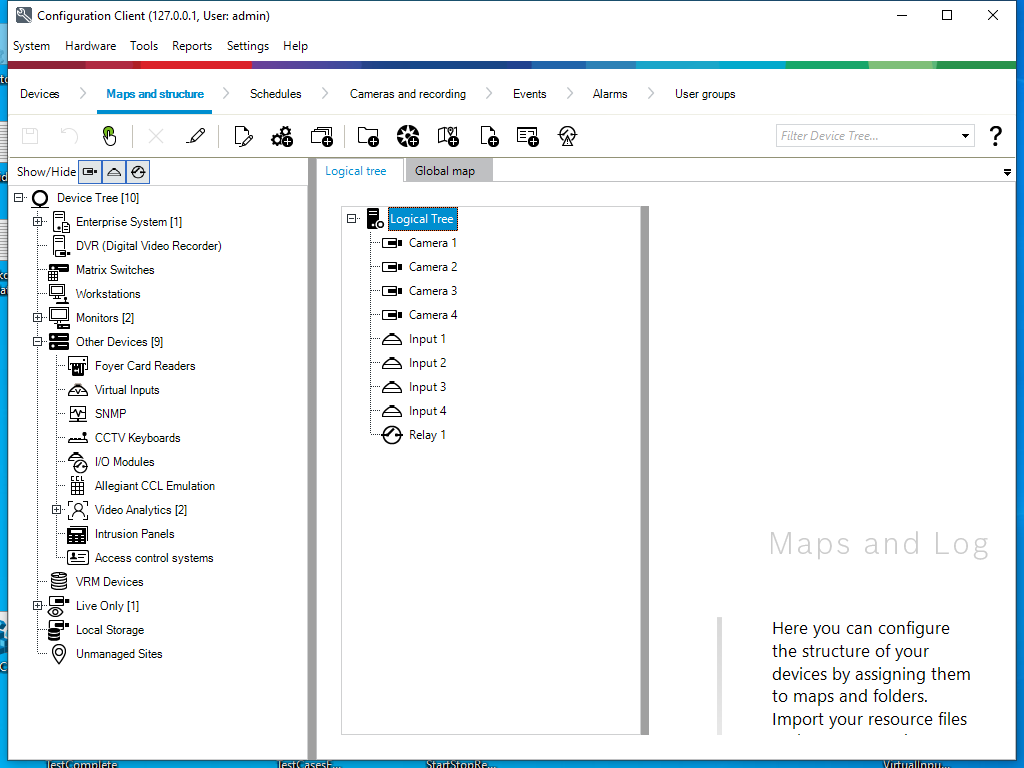 Configuration Client (127.0.0.1, User: admin)
System Hardware Tools Reports Settings Help
Devices Maps and structure Schedules Cameras and recording Events Alarms User groups
Filter Device Tree...
?
Show/Hide
Device Tree [10]
Enterprise System [1]
DVR (Digital Video Recorder)
Matrix Switches
Workstations
Monitors [2]
Other Devices [9]
Foyer Card Readers
Virtual Inputs
SNMP
CCTV Keyboards
I/O Modules
Allegiant CCL Emulation
Video Analytics [2]
Intrusion Panels
Access control systems
VRM Devices
Live Only [1]
Local Storage
Unmanaged Sites
Logical tree Global map
Logical Tree
Camera 1
Camera 2
Camera 3
Camera 4
Input 1
Input 2
Input 3
Input 4
Relay 1
Maps and Log
Here you can configure
the structure of your
devices by assigning them
to maps and folders.
Import your resource files
TestComplete TestCasesE... StartStopRe... VirtualInpu...